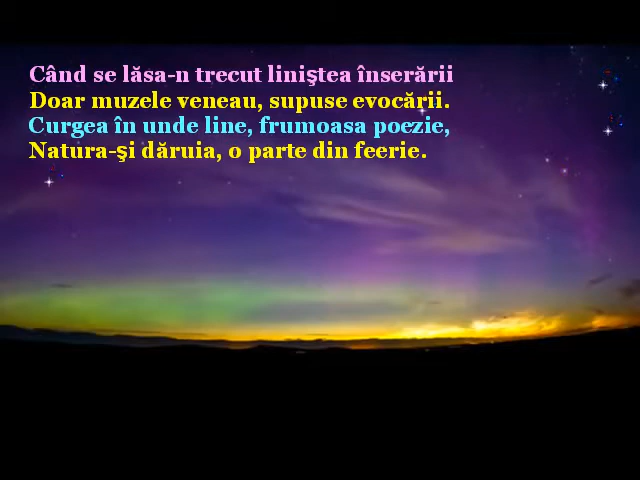 Când se lăsa-n trecut liniştea înserării
Doar muzele veneau, supuse evocării.
Curgea în unde line, frumoasa poezie,
Natura-şi dăruia, o parte din feerie.